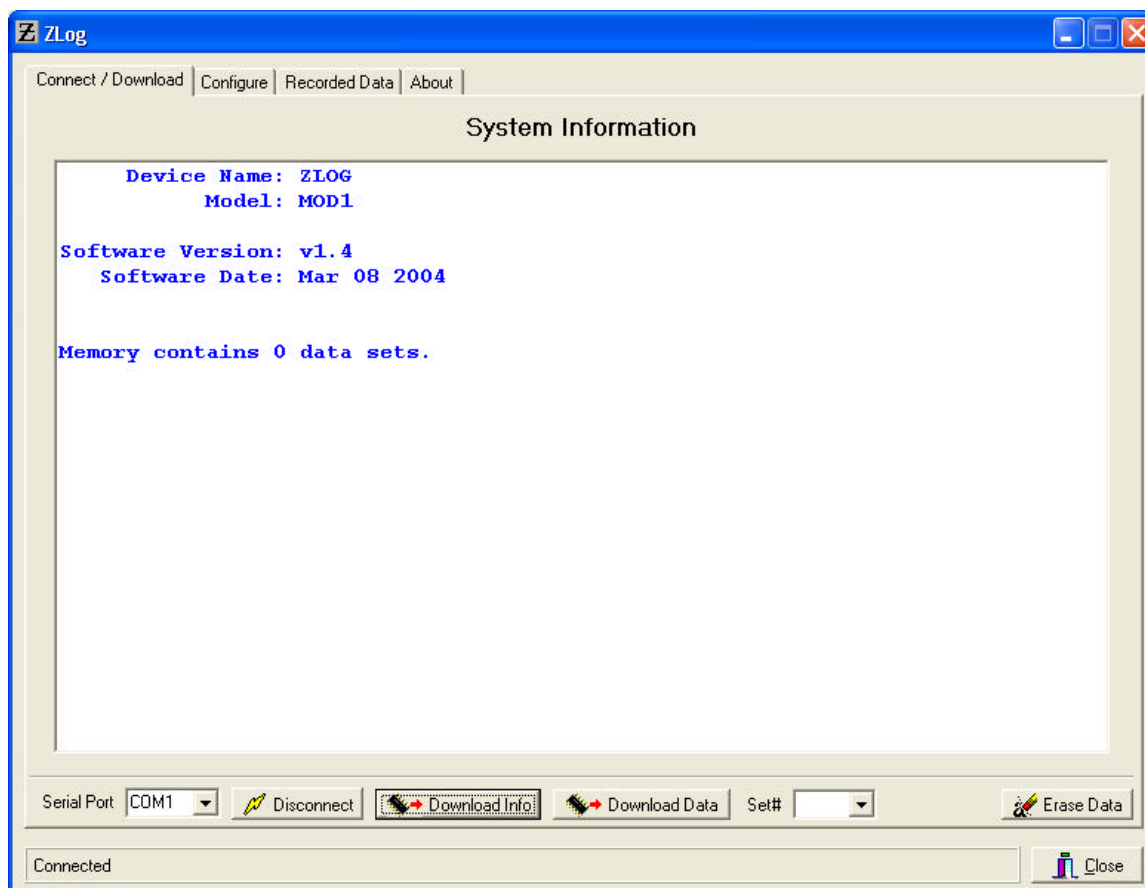 ZLog
Connect / Download Configure Recorded Data About
System Information
Device Name: ZLOG
Model: MOD1
Software Version: v1.4
Software Date: Mar 08 2004
Memory contains 0 data sets.
Serial Port COM1 Disconnect Download Info Download Data Set# Erase Data
Connected Close